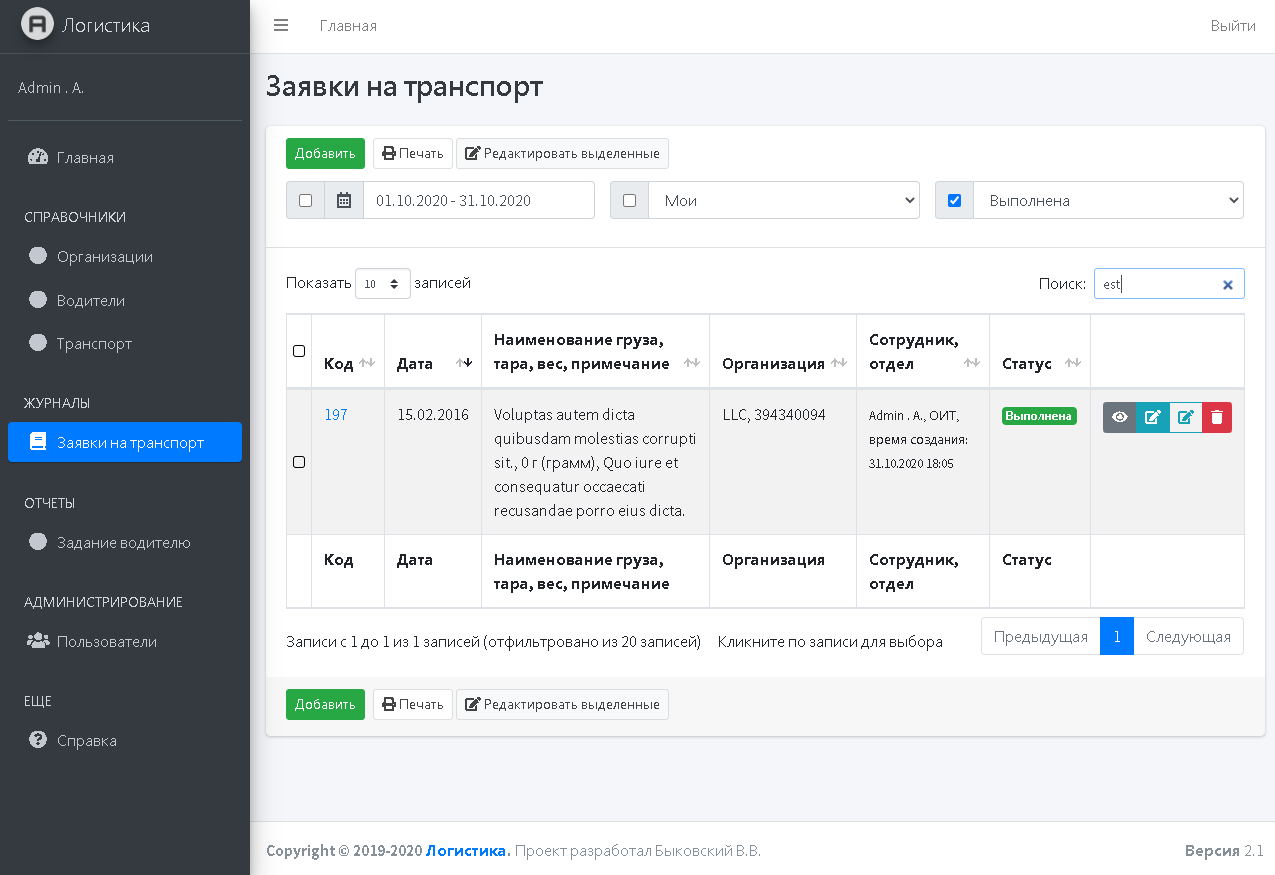 Логистика
Главная
Выйти
Admin . A.
Главная
СПРАВОЧНИКИ
Организации
Водители
Транспорт
ЖУРНАЛЫ
Заявки на транспорт
ОТЧЕТЫ
Задание водителю
АДМИНИСТРИРОВАНИЕ
Пользователи
ЕЩЕ
Справка
Заявки на транспорт
Добавить Печать Редактировать выделенные
01.10.2020 - 31.10.2020 Мои Выполнена
Показать 10 записей Поиск: est
Код Дата Наименование груза, тара, вес, примечание Организация Сотрудник, отдел Статус
197 15.02.2016
Voluptas autem dicta
quibusdam molestias corrupti
sit., 0 г (грамм), Quo iure et
consequatur occaecati
recusandae porro eius dicta.
LLC, 394340094
Admin . A., ОИТ,
время создания:
31.10.2020 18:05
Выполнена
Код Дата Наименование груза, тара, вес, примечание Организация Сотрудник, отдел Статус
Записи с 1 до 1 из 1 записей (отфильтровано из 20 записей) Кликните по записи для выбора
Предыдущая 1 Следующая
Добавить Печать Редактировать выделенные
Copyright © 2019-2020 Логистика. Проект разработал Быковский В.В.
Версия 2.1